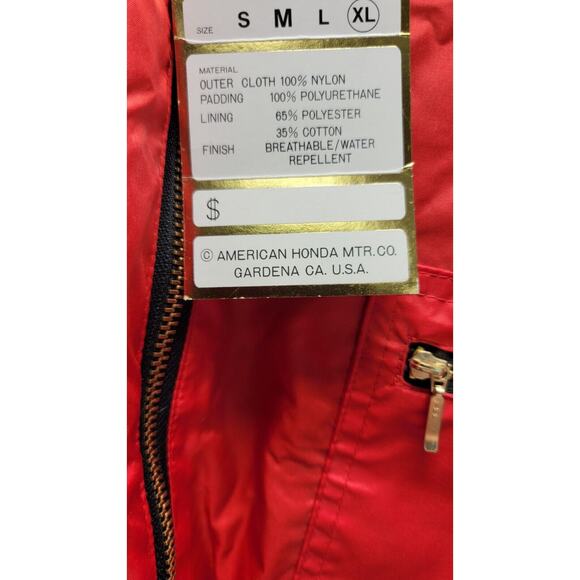 SIZE S M L XL
MATERIAL
OUTER CLOTH 100% NYLON
PADDING 100% POLYURETHANE
LINING 65% POLYESTER
35% COTTON
FINISH BREATHABLE/WATER
REPELLENT
$
© AMERICAN HONDA MTR.CO.
GARDENA CA. U.S.A.